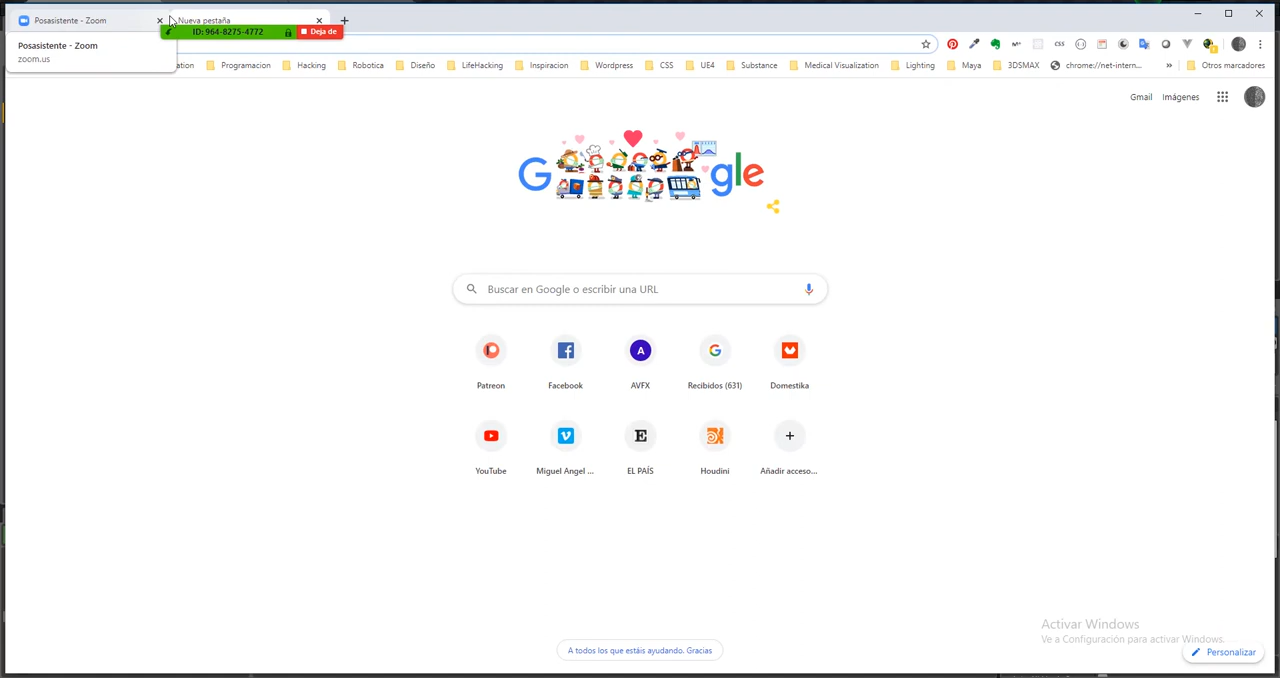 Posasistente - Zoom
Nueva pestaña
ID: 964-8275-4772
Deja de
Posasistente - Zoom
zoom.us
Programacion
Hacking
Robotica
Diseño
LifeHacking
Inspiracion
Wordpress
CSS
UE4
Substance
Medical Visualization
Lighting
Maya
3DSMAX
chrome://net-intern...
»
Otros marcadores
Gmail
Imágenes
G gle
Buscar en Google o escribir una URL
Patreon
Facebook
AVFX
Recibidos (631)
Domestika
YouTube
Miguel Angel ...
EL PAÍS
Houdini
Añadir acceso...
Activar Windows
Ve a Configuración para activar Windows.
A todos los que estáis ayudando. Gracias
Personalizar